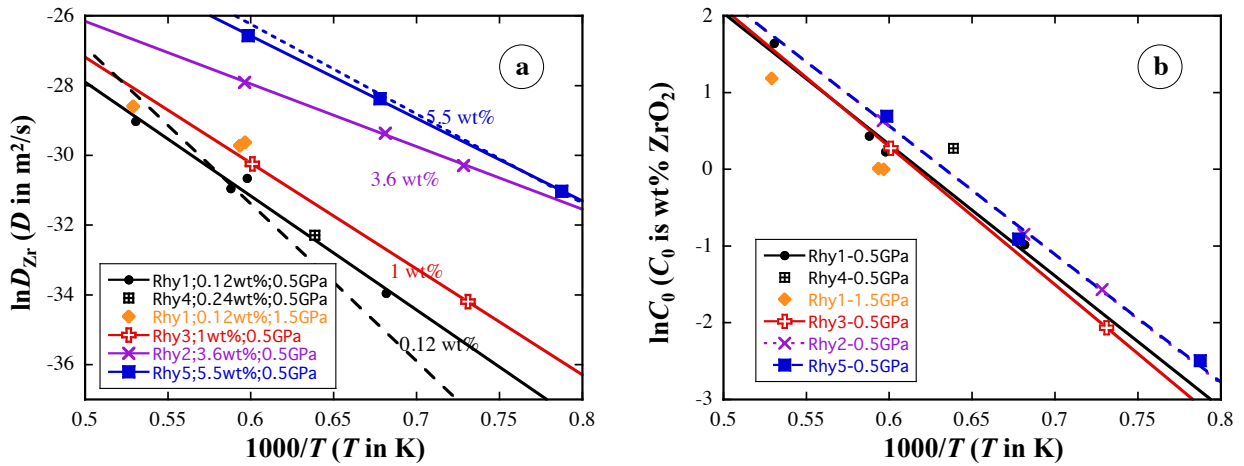 -26
-28
-30
-32
-34
-36
lnD_Zr (D in m²/s)
a
5.5 wt%
3.6 wt%
1 wt%
0.12 wt%
Rhy1;0.12wt%;0.5GPa
Rhy4;0.24wt%;0.5GPa
Rhy1;0.12wt%;1.5GPa
Rhy3;1wt%;0.5GPa
Rhy2;3.6wt%;0.5GPa
Rhy5;5.5wt%;0.5GPa
0.5 0.55 0.6 0.65 0.7 0.75 0.8
1000/T (T in K)
2
1
0
-1
-2
-3
lnC₀ (C₀ is wt% ZrO₂)
b
Rhy1-0.5GPa
Rhy4-0.5GPa
Rhy1-1.5GPa
Rhy3-0.5GPa
Rhy2-0.5GPa
Rhy5-0.5GPa
0.5 0.55 0.6 0.65 0.7 0.75 0.8
1000/T (T in K)